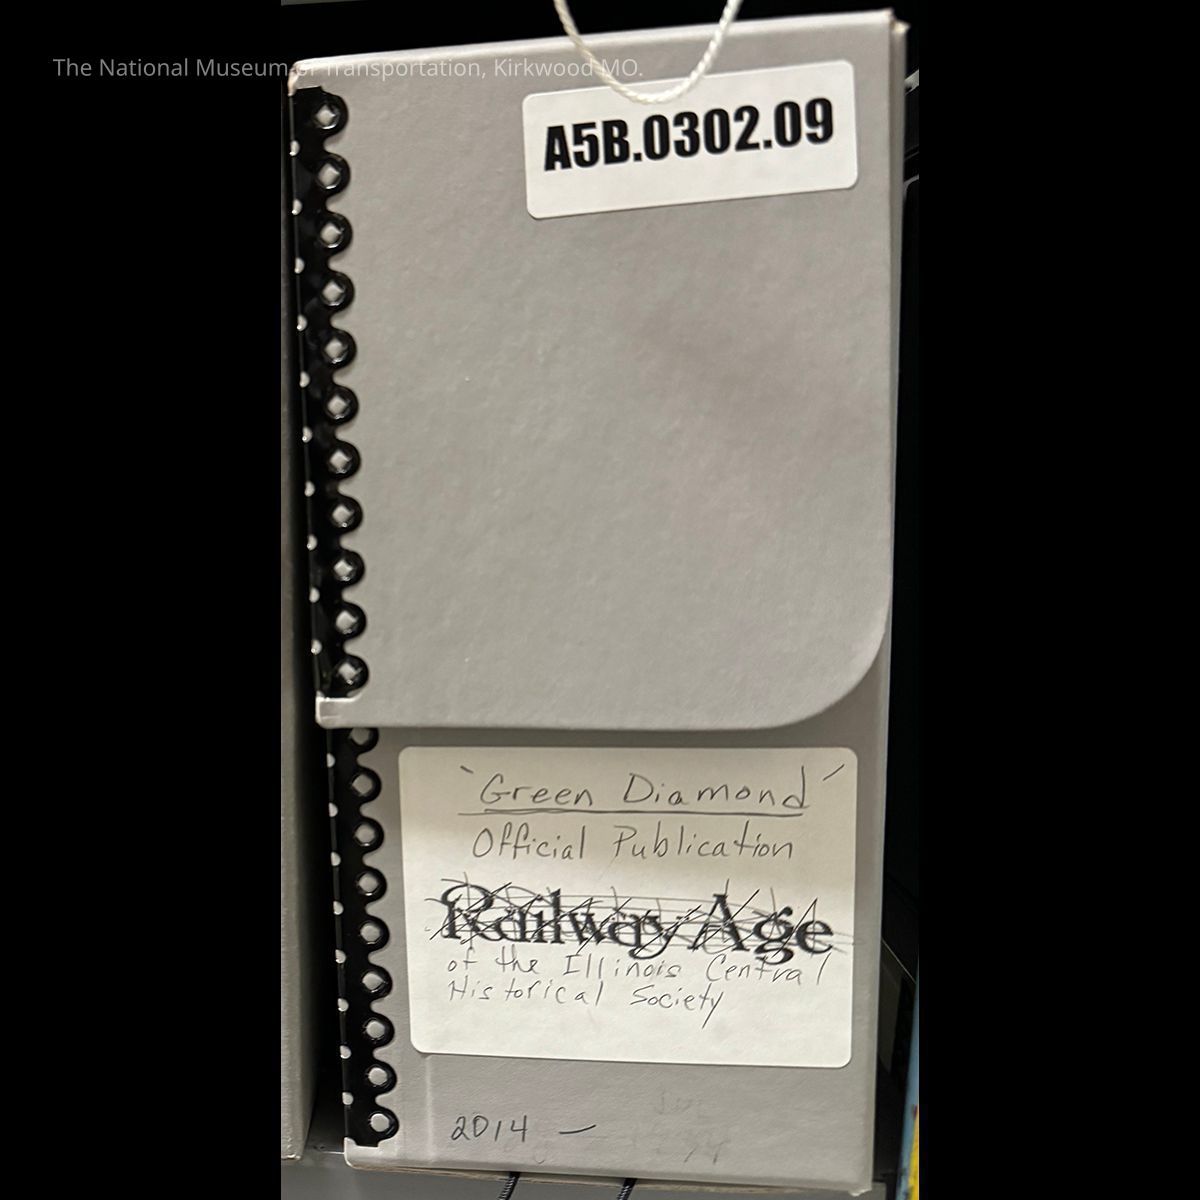 The National Museum of Transportation, Kirkwood MO.
A5B.0302.09
"Green Diamond"
Official Publication
Railway Age
of the Illinois Central
Historical Society
2014 —